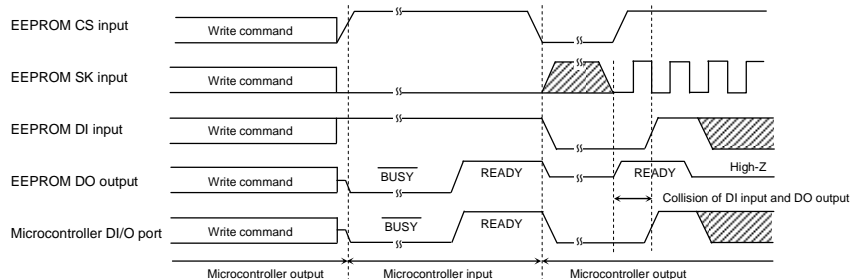 EEPROM CS input
Write command
EEPROM SK input
Write command
EEPROM DI input
Write command
EEPROM DO output
Write command
BUSY
READY
READY
High-Z
Collision of DI input and DO output
Microcontroller DI/O port
Write command
BUSY
READY
Microcontroller output
Microcontroller input
Microcontroller output